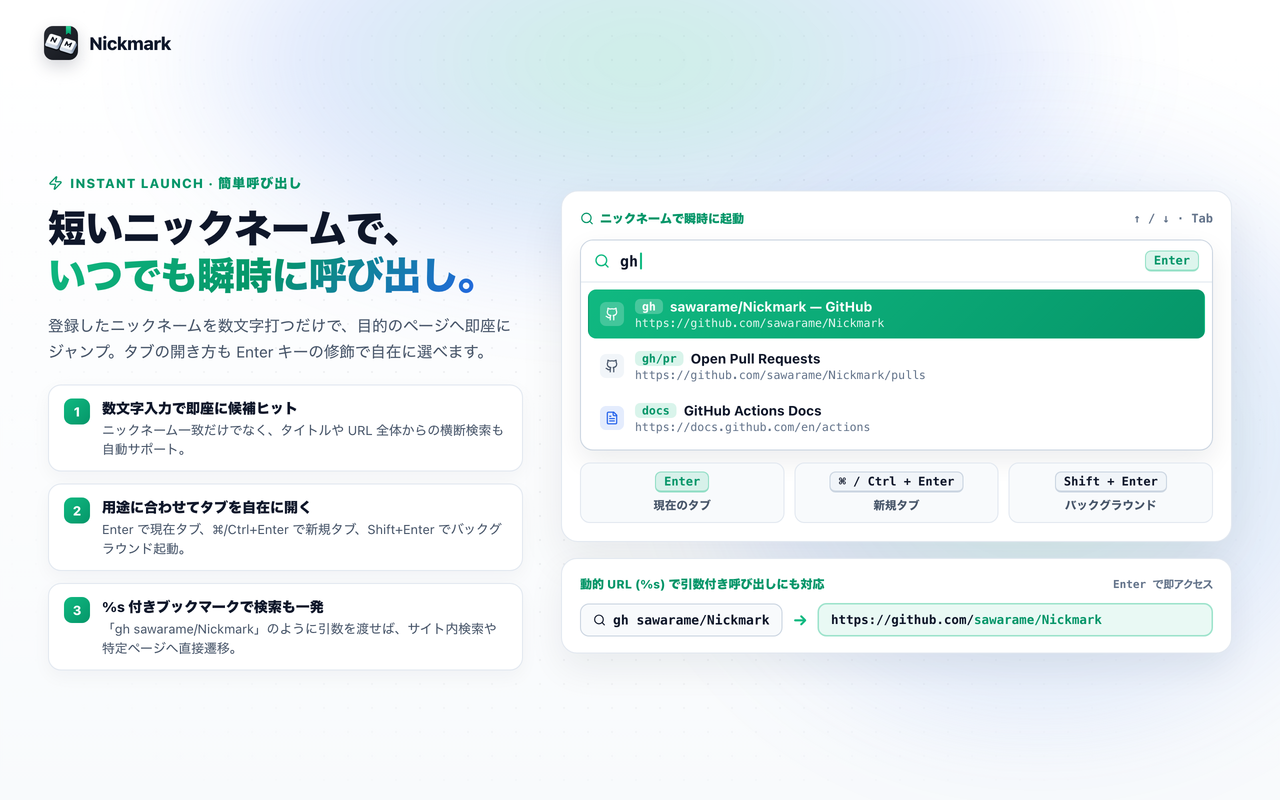 N M
Nickmark
INSTANT LAUNCH · 簡単呼び出し
短いニックネームで、
いつでも瞬時に呼び出し。
登録したニックネームを数文字打つだけで、目的のページへ即座に
ジャンプ。タブの開き方も Enter キーの修飾で自在に選べます。
1 数文字入力で即座に候補ヒット
ニックネーム一致だけでなく、タイトルや URL 全体からの横断検索も
自動サポート。
2 用途に合わせてタブを自在に開く
Enter で現在タブ、⌘/Ctrl+Enter で新規タブ、Shift+Enter でバックグ
ラウンド起動。
3 %s 付きブックマークで検索も一発
「gh sawarame/Nickmark」のように引数を渡せば、サイト内検索や
特定ページへ直接遷移。
ニックネームで瞬時に起動 ↑ / ↓ · Tab
gh Enter
gh sawarame/Nickmark — GitHub
https://github.com/sawarame/Nickmark
gh/pr Open Pull Requests
https://github.com/sawarame/Nickmark/pulls
docs GitHub Actions Docs
https://docs.github.com/en/actions
Enter ⌘ / Ctrl + Enter Shift + Enter
現在のタブ 新規タブ バックグラウンド
動的 URL (%s) で引数付き呼び出しにも対応 Enter で即アクセス
gh sawarame/Nickmark → https://github.com/sawarame/Nickmark